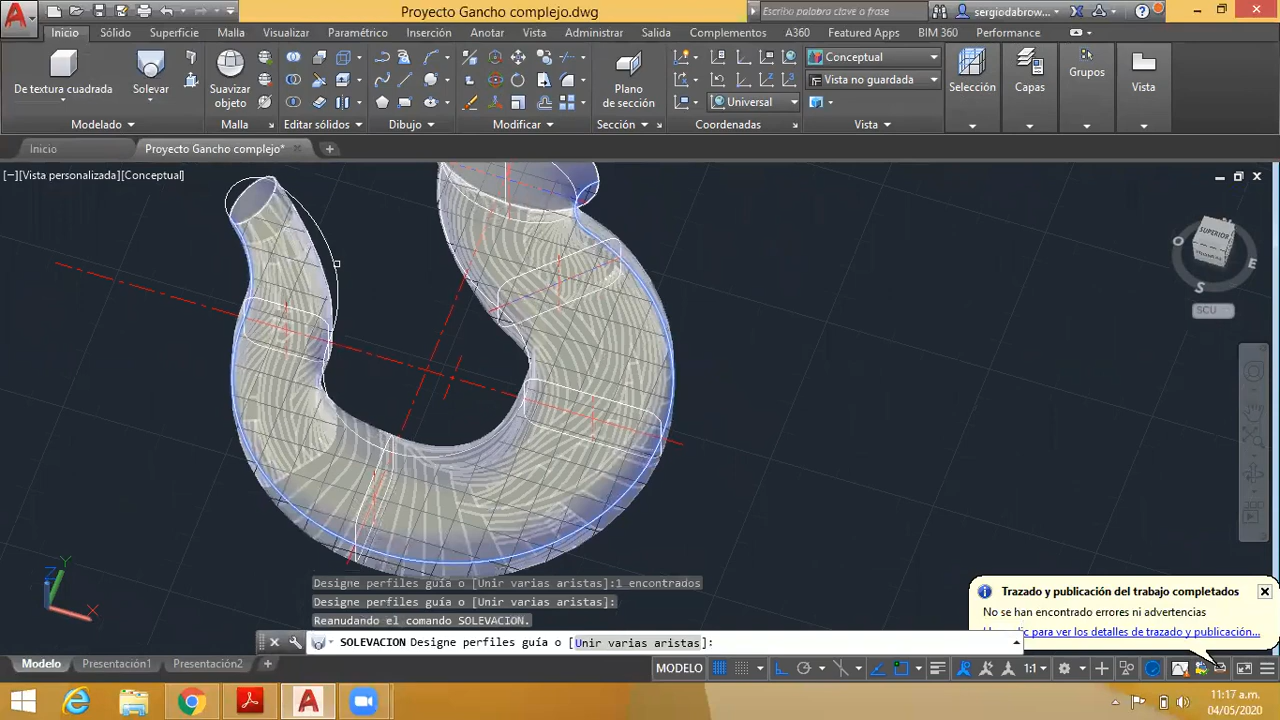 Proyecto Gancho complejo.dwg
Escribo palabra clave o frase
sergiodabrow...
Inicio Sólido Superficie Malla Visualizar Paramétrico Inserción Anotar Vista Administrar Salida Complementos A360 Featured Apps BIM 360 Performance
De textura cuadrada
Solevar
Suavizar
objeto
Plano
de sección
Conceptual
Vista no guardada
Universal
Selección
Capas
Grupos
Vista
Modelado Malla Editar sólidos Dibujo Modificar Sección Coordenadas Vista
Inicio
Proyecto Gancho complejo*
[−][Vista personalizada][Conceptual]
SUPERIOR
O
E
S
SCU
Y
Z
X
Designe perfiles guía o [Unir varias aristas]:1 encontrados
Designe perfiles guía o [Unir varias aristas]:
Reanudando el comando SOLEVACION.
SOLEVACION Designe perfiles guía o [Unir varias aristas]:
Trazado y publicación del trabajo completados
No se han encontrado errores ni advertencias
clic para ver los detalles de trazado y publicación...
Modelo Presentación1 Presentación2
MODELO
1:1
11:17 a.m.
04/05/2020